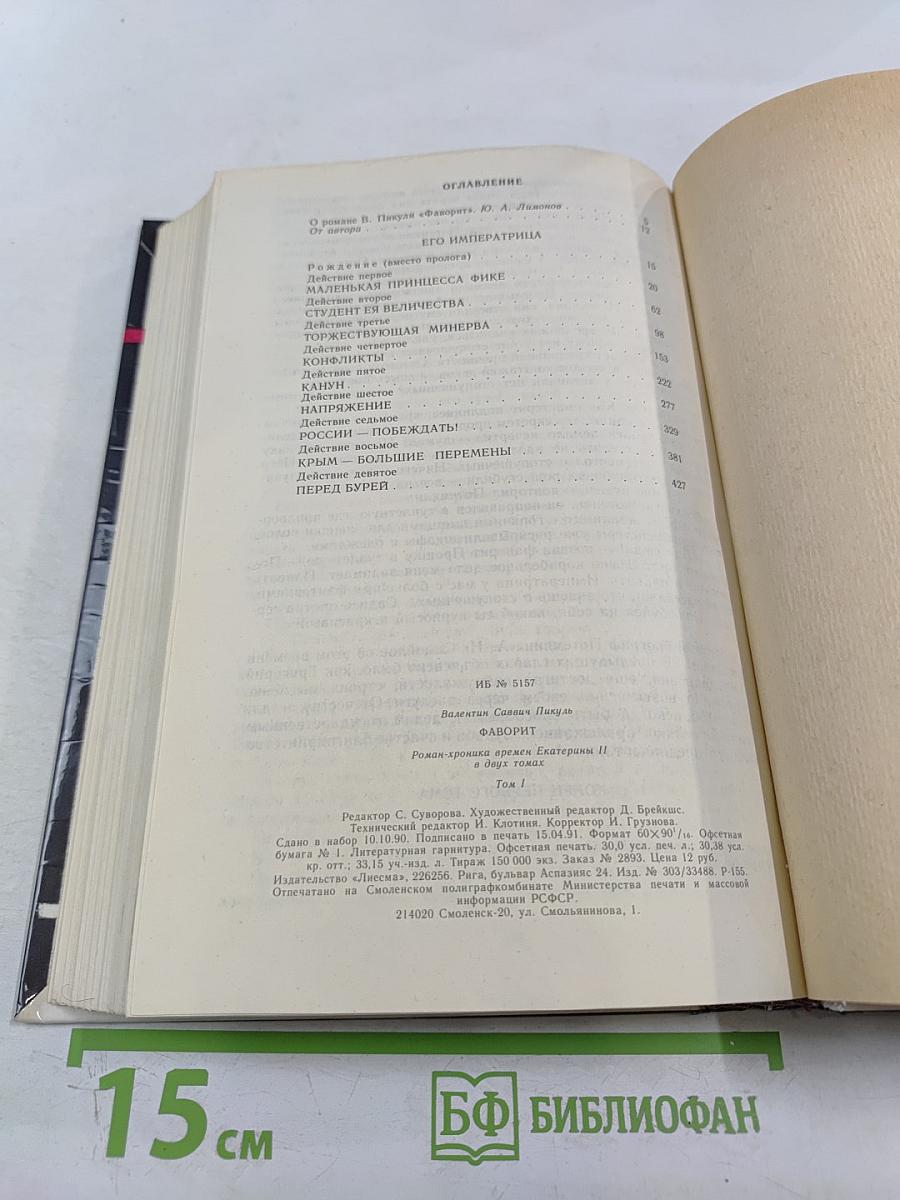 ОГЛАВЛЕНИЕ
О романе В. Пикуля «Фаворит». Ю. А. Лимонов . . . . . 5
От автора . . . . . . . . . . 12
ЕГО ИМПЕРАТРИЦА
Рождение (вместо пролога) . . . . . . . . 15
Действие первое
МАЛЕНЬКАЯ ПРИНЦЕССА ФИКЕ . . . . . . . 20
Действие второе
СТУДЕНТ ЕЯ ВЕЛИЧЕСТВА . . . . . . . . 62
Действие третье
ТОРЖЕСТВУЮЩАЯ МИНЕРВА . . . . . . . 98
Действие четвертое
КОНФЛИКТЫ . . . . . . . . . . 153
Действие пятое
КАНУН . . . . . . . . . . . 222
Действие шестое
НАПРЯЖЕНИЕ . . . . . . . . . . 277
Действие седьмое
РОССИИ — ПОБЕЖДАТЬ! . . . . . . . . 329
Действие восьмое
КРЫМ — БОЛЬШИЕ ПЕРЕМЕНЫ . . . . . . 381
Действие девятое
ПЕРЕД БУРЕЙ . . . . . . . . . . 427
ИБ № 5157
Валентин Саввич Пикуль
ФАВОРИТ
Роман-хроника времен Екатерины II
в двух томах
Том I
Редактор С. Суворова. Художественный редактор Д. Брейкшс.
Технический редактор И. Клотиня. Корректор И. Грузнова.
Сдано в набор 10.10.90. Подписано в печать 15.04.91. Формат 60×90¹/₁₆. Офсетная
бумага № 1. Литературная гарнитура. Офсетная печать. 30,0 усл. печ. л.; 30,38 усл.
кр. отт.; 33,15 уч.-изд. л. Тираж 150 000 экз. Заказ № 2893. Цена 12 руб.
Издательство «Лиесма», 226256. Рига, бульвар Аспазияс 24. Изд. № 303/33488. Р-155.
Отпечатано на Смоленском полиграфкомбинате Министерства печати и массовой
информации РСФСР.
214020 Смоленск-20, ул. Смольянинова, 1.
15 см
БФ БИБЛИОФАН